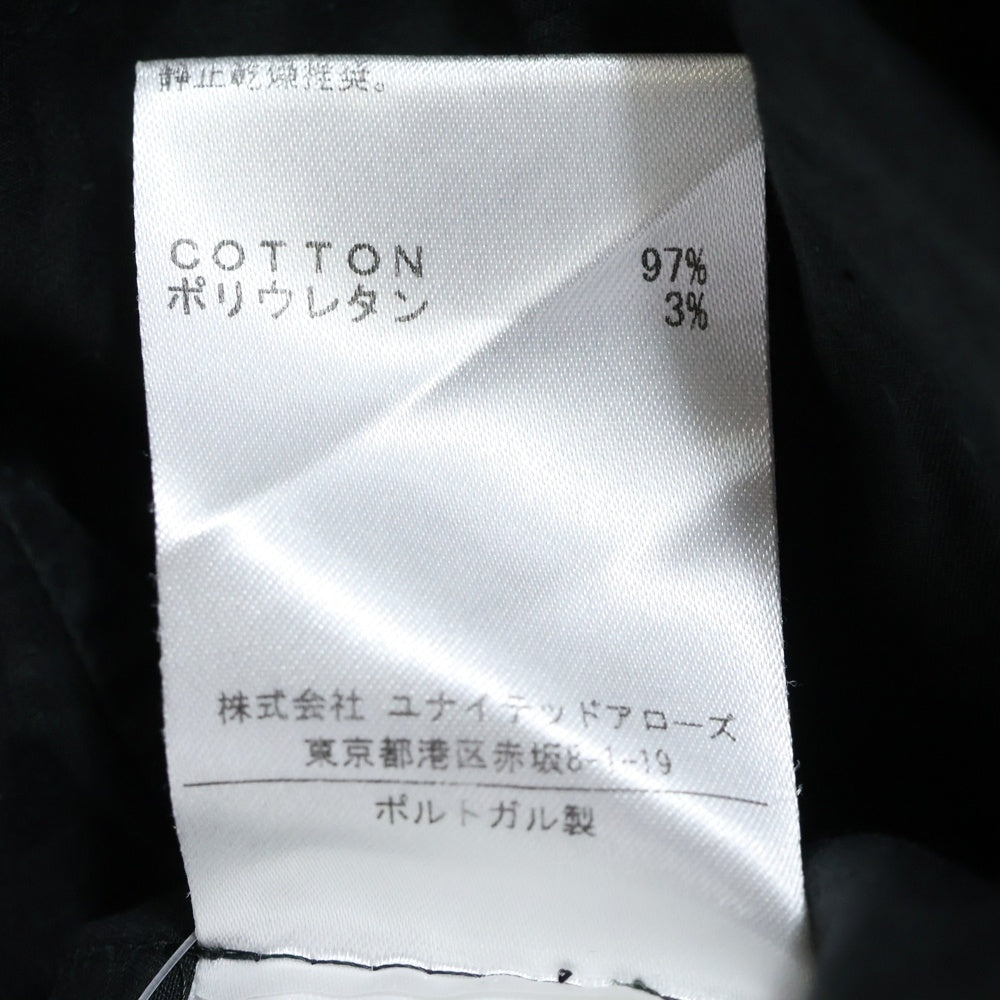 静止乾燥推奨。
COTTON 97%
ポリウレタン 3%
株式会社 ユナイテッドアローズ
東京都港区赤坂8-1-19
ポルトガル製